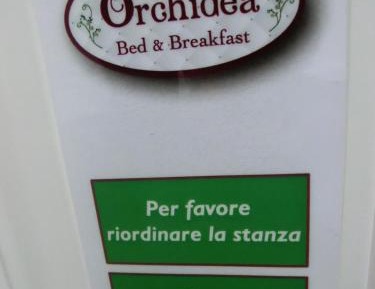 Orchidea
Bed & Breakfast
Per favore
riordinare la stanza